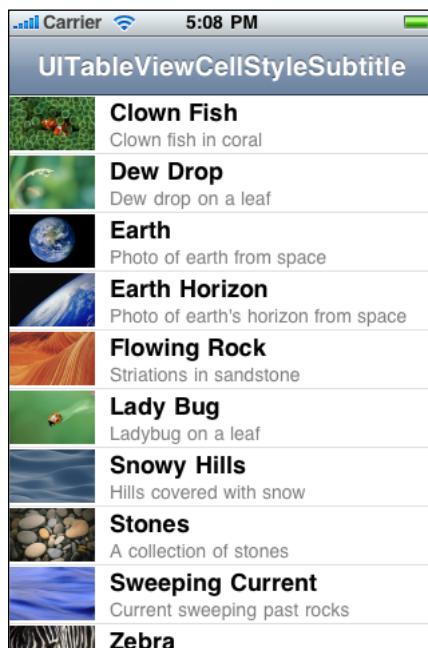 Carrier 5:08 PM
UITableViewCellStyleSubtitle
Clown Fish
Clown fish in coral
Dew Drop
Dew drop on a leaf
Earth
Photo of earth from space
Earth Horizon
Photo of earth's horizon from space
Flowing Rock
Striations in sandstone
Lady Bug
Ladybug on a leaf
Snowy Hills
Hills covered with snow
Stones
A collection of stones
Sweeping Current
Current sweeping past rocks
Zebra